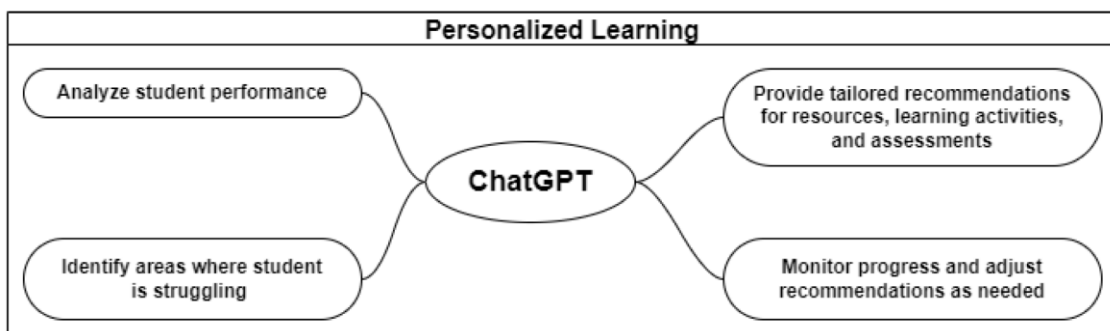 Personalized Learning
Analyze student performance
Identify areas where student
is struggling
ChatGPT
Provide tailored recommendations
for resources, learning activities,
and assessments
Monitor progress and adjust
recommendations as needed